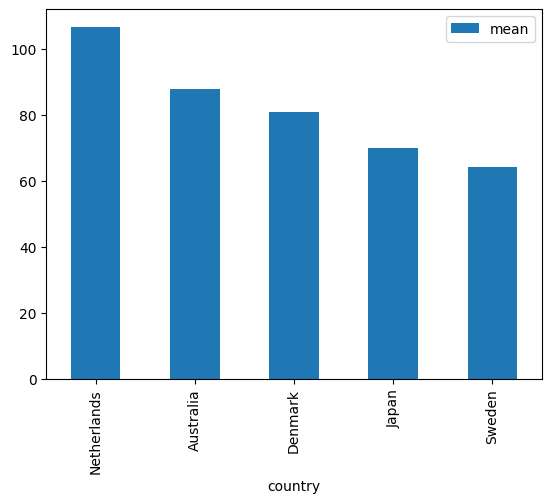 mean
100
80
60
40
20
0
Netherlands
Australia
Denmark
Japan
Sweden
country